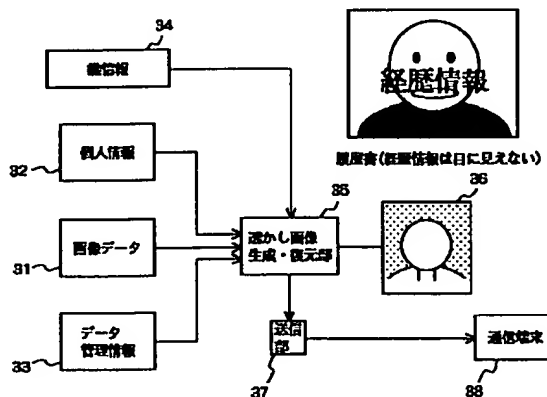 34
鍵情報
経歴情報
履歴書(経歴情報は目に見えない)
個人情報
32
35
36
画像データ
31
透かし画像
生成・復元部
データ
管理情報
33
送信
部
37
通信端末
38